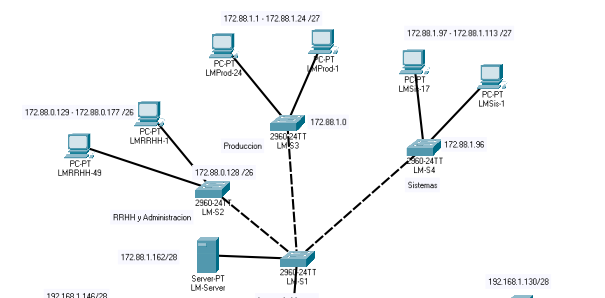 172.88.1.1 - 172.88.1.24 /27
172.88.1.97 - 172.88.1.113 /27
PC-PT
LMProd-24
PC-PT
LMProd-1
PC-PT
LMSis-17
PC-PT
LMSis-1
172.88.0.129 - 172.88.0.177 /26
172.88.1.0
PC-PT
LMRRHH-1
2960-24TT
LM-S3
Produccion
172.88.1.96
2960-24TT
LM-S4
PC-PT
LMRRHH-49
172.88.0.128 /26
Sistemas
2960-24TT
LM-S2
RRHH y Administracion
172.88.1.162/28
Server-PT
LM-Server
2960-24TT
LM-S1
192.168.1.146/28
192.168.1.130/28